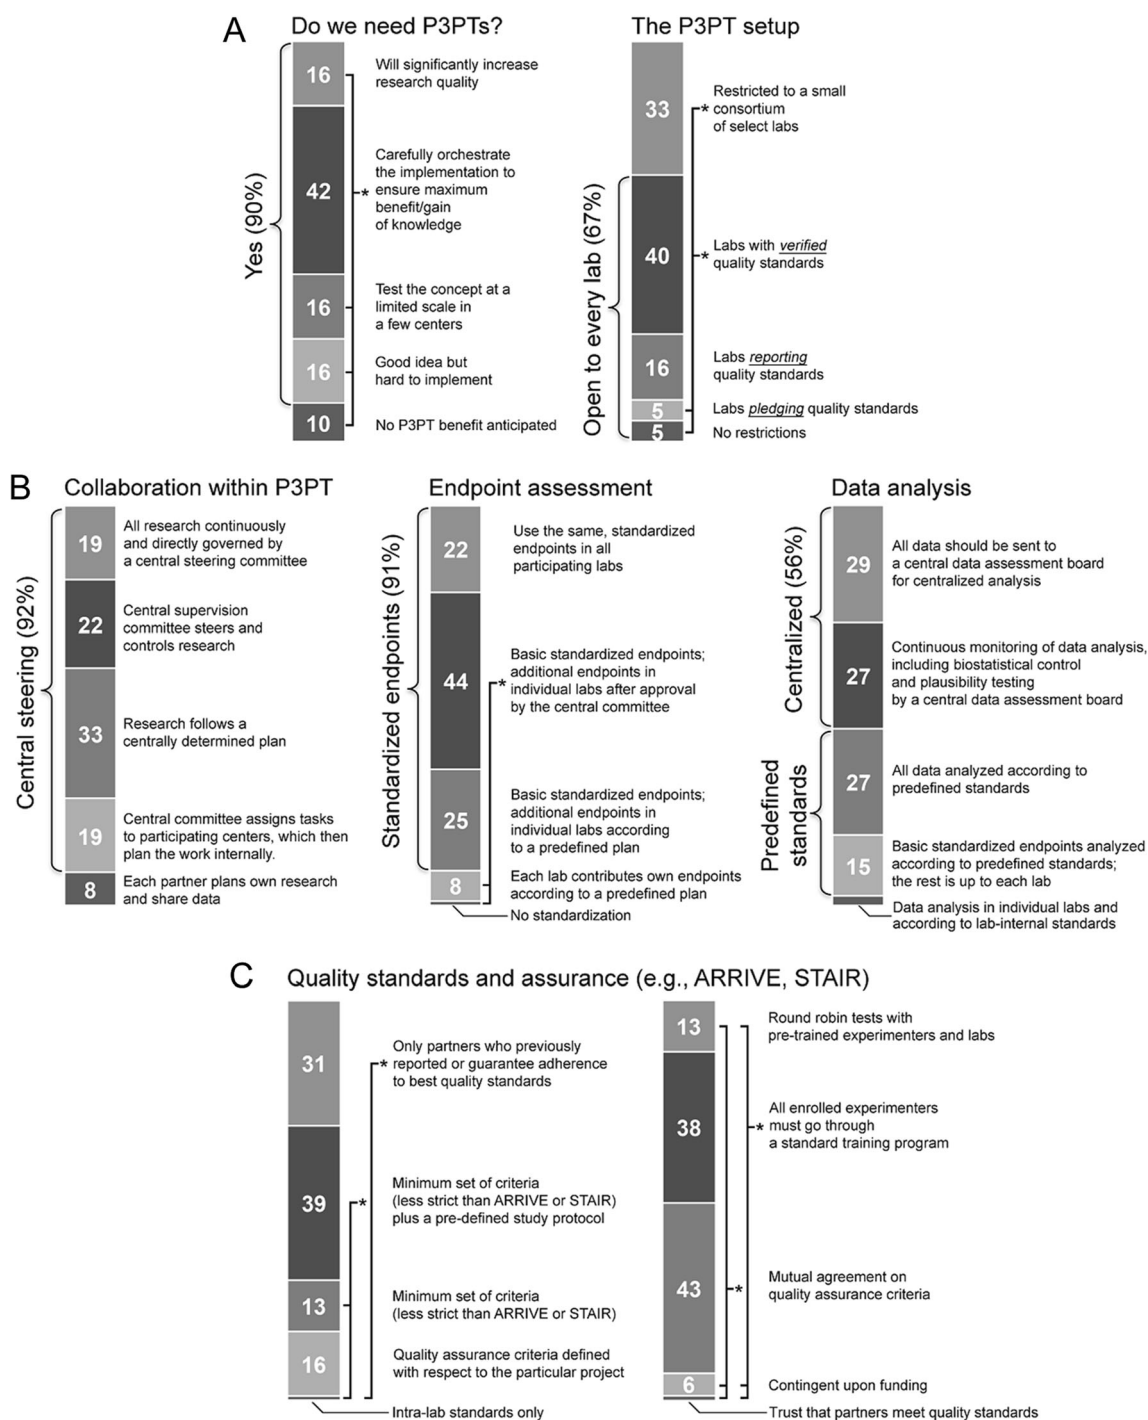 A
Do we need P3PTs?
Yes (90%)
16
Will significantly increase
research quality
42
Carefully orchestrate
the implementation to
* ensure maximum
benefit/gain
of knowledge
16
Test the concept at a
limited scale in
a few centers
16
Good idea but
hard to implement
10
No P3PT benefit anticipated
The P3PT setup
Open to every lab (67%)
33
Restricted to a small
* consortium
of select labs
40
* Labs with verified
quality standards
16
Labs reporting
quality standards
5
Labs pledging quality standards
5
No restrictions
B
Collaboration within P3PT
Central steering (92%)
19
All research continuously
and directly governed by
a central steering committee
22
Central supervision
committee steers and
controls research
33
Research follows a
centrally determined plan
19
Central committee assigns tasks
to participating centers, which then
plan the work internally.
8
Each partner plans own research
and share data
Endpoint assessment
Standardized endpoints (91%)
22
Use the same, standardized
endpoints in all
participating labs
44
Basic standardized endpoints;
additional endpoints in
* individual labs after approval
by the central committee
25
Basic standardized endpoints;
additional endpoints in
individual labs according
to a predefined plan
8
Each lab contributes own endpoints
according to a predefined plan
No standardization
Data analysis
Centralized (56%)
29
All data should be sent to
a central data assessment board
for centralized analysis
27
Continuous monitoring of data analysis,
including biostatistical control
and plausibility testing
by a central data assessment board
Predefined
standards
27
All data analyzed according to
predefined standards
15
Basic standardized endpoints analyzed
according to predefined standards;
the rest is up to each lab
Data analysis in individual labs and
according to lab-internal standards
C
Quality standards and assurance (e.g., ARRIVE, STAIR)
31
Only partners who previously
* reported or guarantee adherence
to best quality standards
39
Minimum set of criteria
* (less strict than ARRIVE or STAIR)
plus a pre-defined study protocol
13
Minimum set of criteria
(less strict than ARRIVE or STAIR)
16
Quality assurance criteria defined
with respect to the particular project
Intra-lab standards only
13
Round robin tests with
pre-trained experimenters and labs
38
All enrolled experimenters
* must go through
a standard training program
43
*
Mutual agreement on
quality assurance criteria
6
Contingent upon funding
Trust that partners meet quality standards